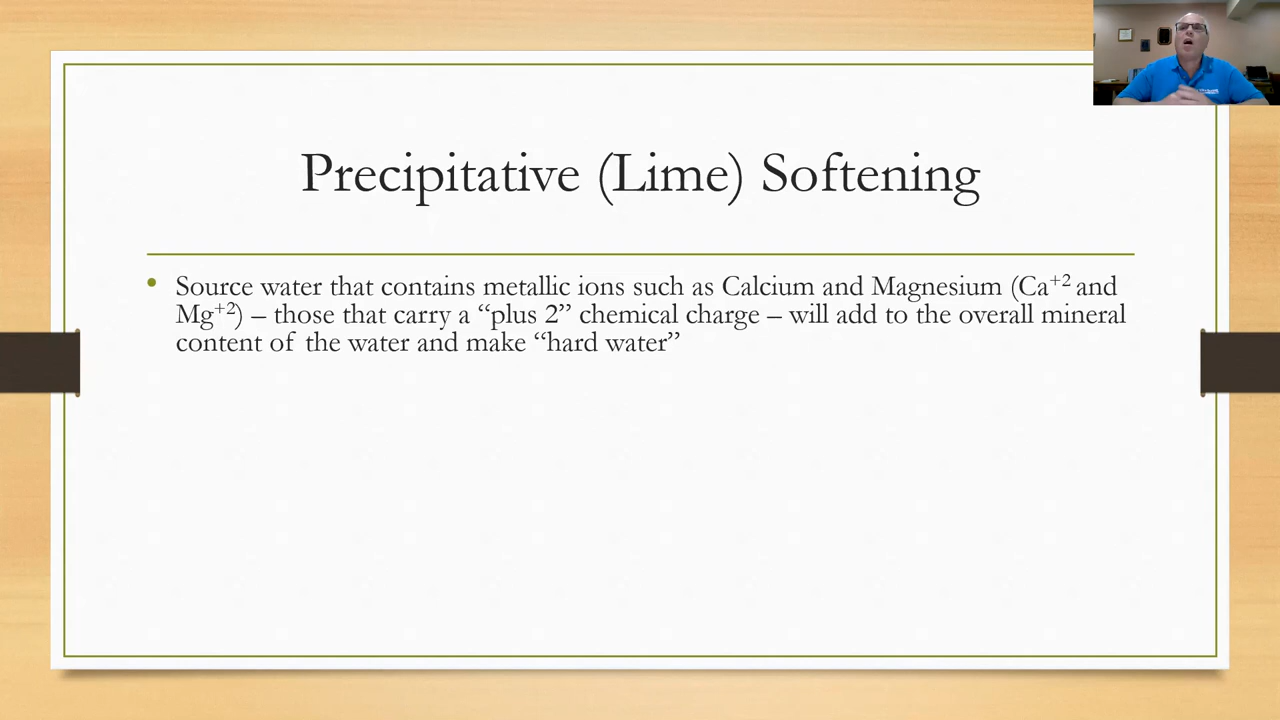 Precipitative (Lime) Softening
• Source water that contains metallic ions such as Calcium and Magnesium (Ca⁺² and
Mg⁺²) – those that carry a “plus 2” chemical charge – will add to the overall mineral
content of the water and make “hard water”